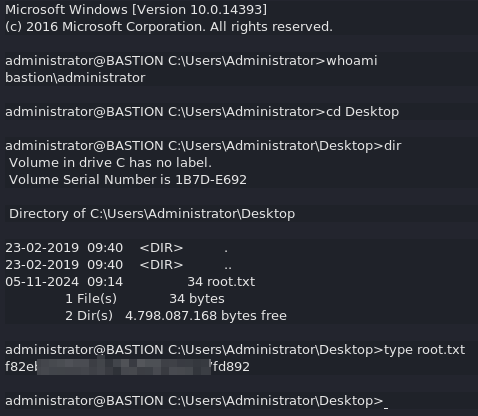 Microsoft Windows [Version 10.0.14393]
(c) 2016 Microsoft Corporation. All rights reserved.
administrator@BASTION C:\Users\Administrator>whoami
bastion\administrator
administrator@BASTION C:\Users\Administrator>cd Desktop
administrator@BASTION C:\Users\Administrator\Desktop>dir
Volume in drive C has no label.
Volume Serial Number is 1B7D-E692
Directory of C:\Users\Administrator\Desktop
23-02-2019 09:40 <DIR> .
23-02-2019 09:40 <DIR> ..
05-11-2024 09:14 34 root.txt
1 File(s) 34 bytes
2 Dir(s) 4.798.087.168 bytes free
administrator@BASTION C:\Users\Administrator\Desktop>type root.txt
administrator@BASTION C:\Users\Administrator\Desktop>_